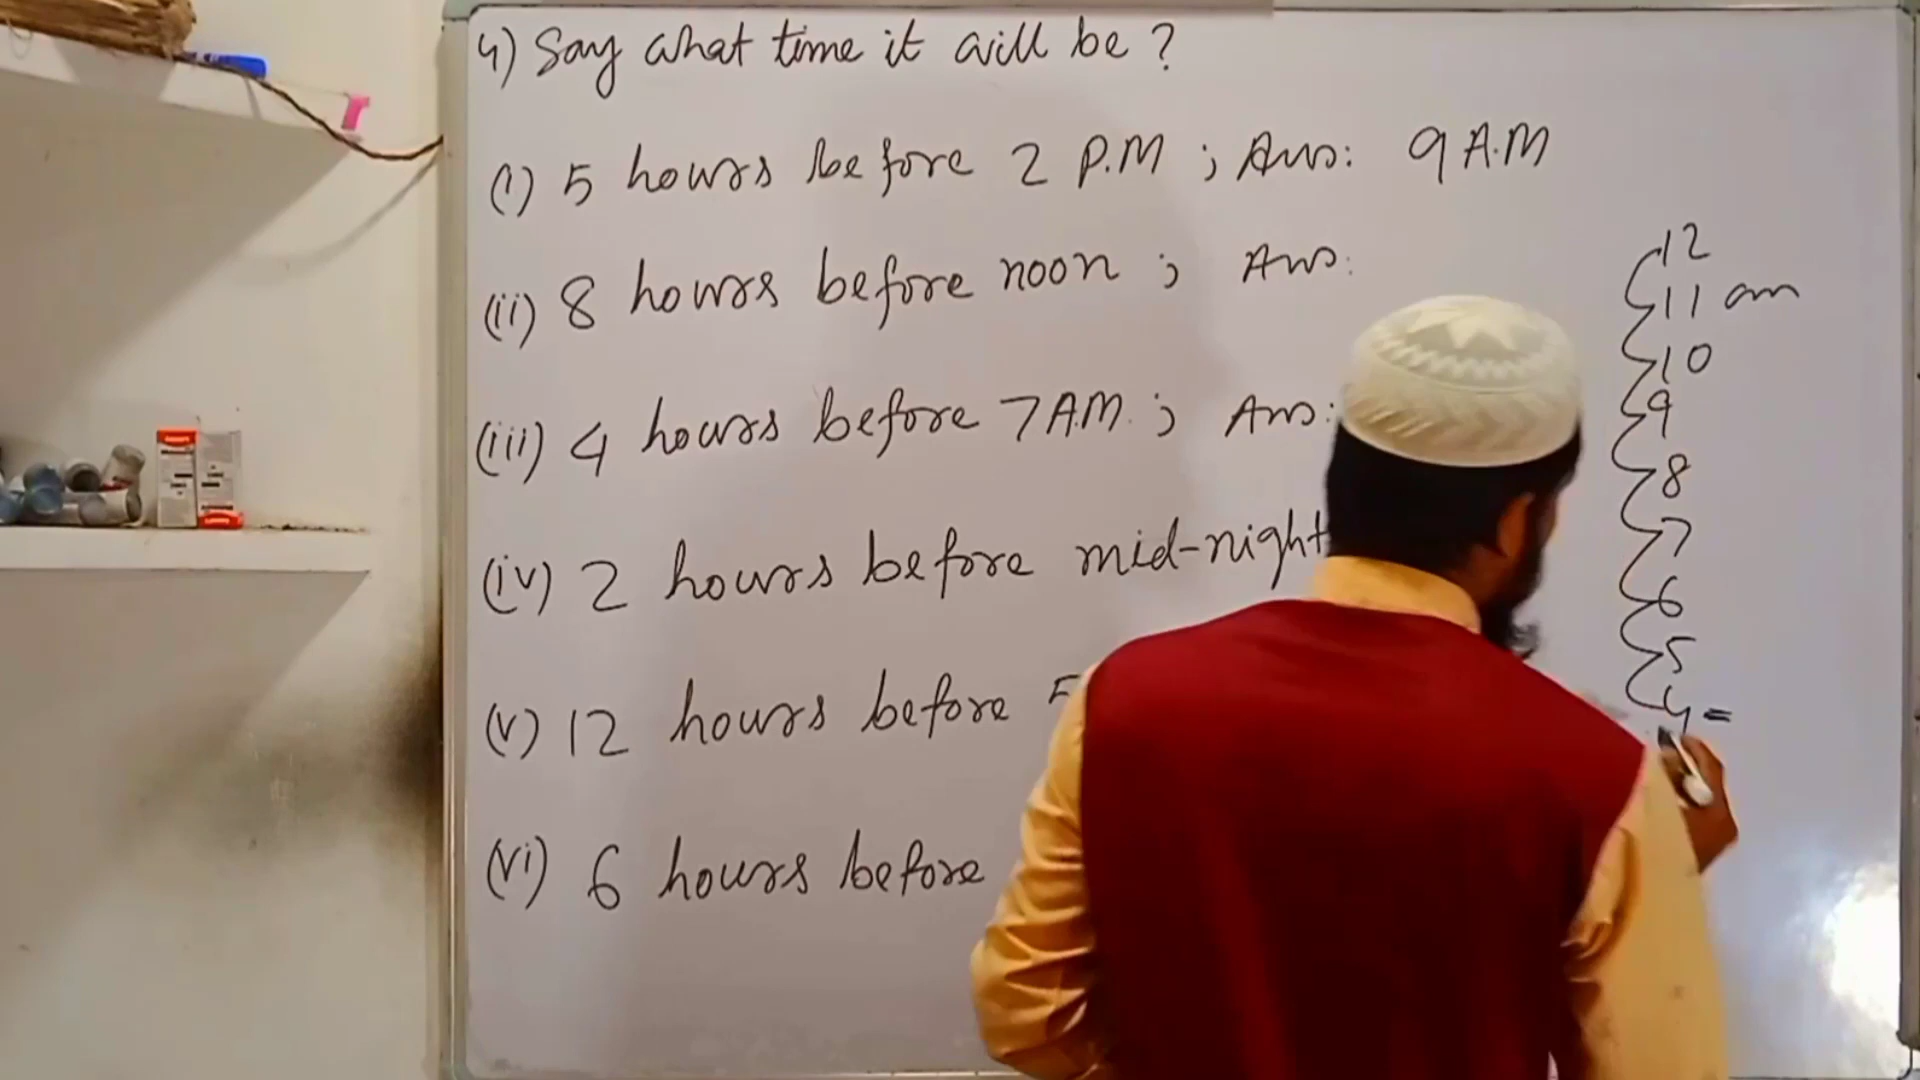 4) Say what time it will be ?
(i) 5 hours before 2 P.M ; Ans: 9 A.M
(ii) 8 hours before noon ; Ans:
(iii) 4 hours before 7 A.M. ; Ans:
(iv) 2 hours before mid-night
(v) 12 hours before
(vi) 6 hours before
12
11 am
10
9
8
7
6
5
4 =